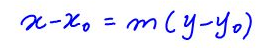 x-x₀ = m(y-y₀)